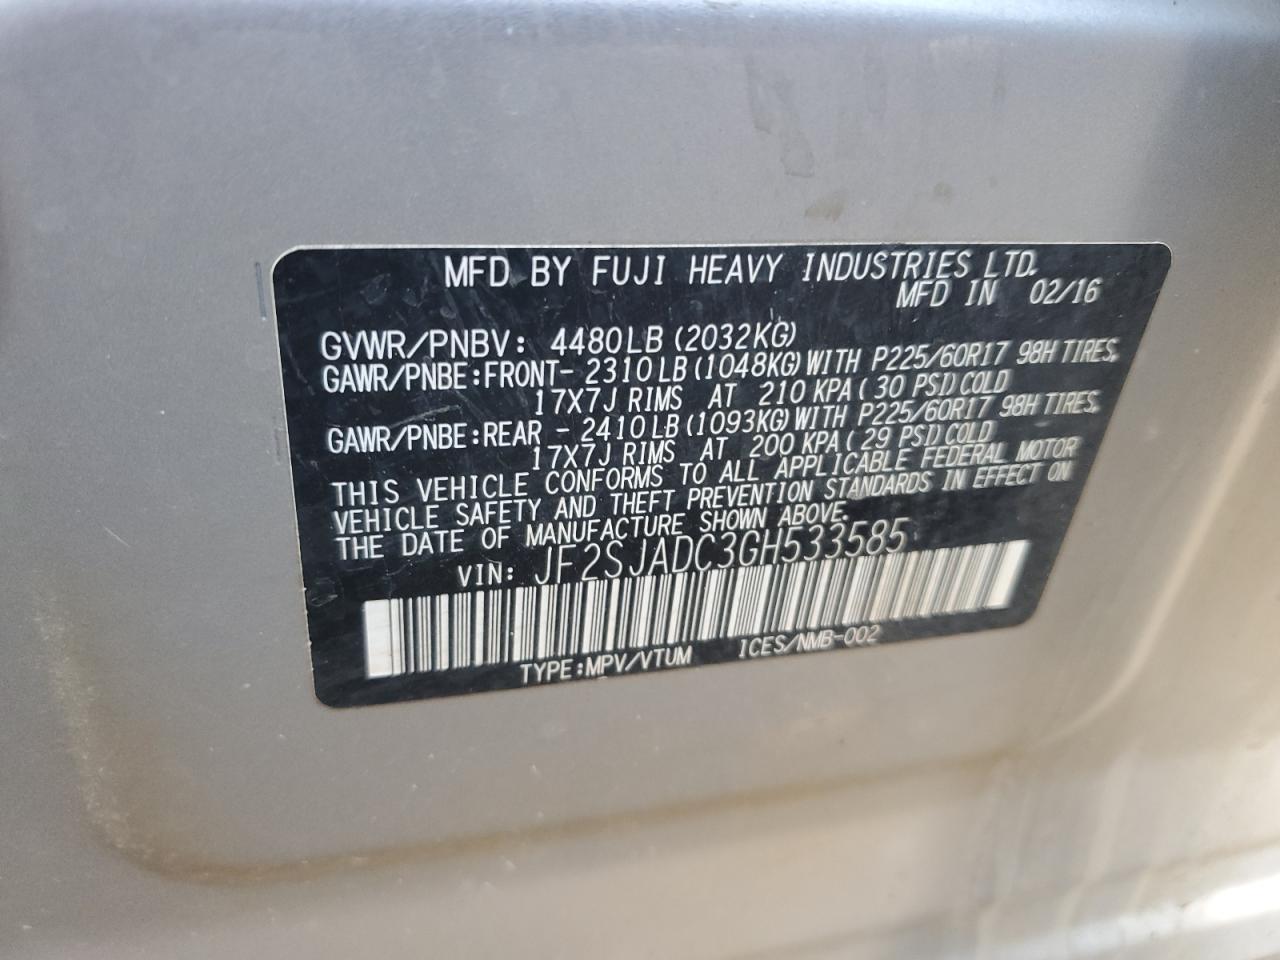 MFD BY FUJI HEAVY INDUSTRIES LTD.
MFD IN 02/16
GVWR/PNBV: 4480LB (2032KG)
GAWR/PNBE:FRONT- 2310LB (1048KG) WITH P225/60R17 98H TIRES,
17X7J RIMS AT 210 KPA (30 PSI) COLD
GAWR/PNBE:REAR - 2410LB (1093KG) WITH P225/60R17 98H TIRES,
17X7J RIMS AT 200 KPA (29 PSI) COLD
THIS VEHICLE CONFORMS TO ALL APPLICABLE FEDERAL MOTOR
VEHICLE SAFETY AND THEFT PREVENTION STANDARDS IN EFFECT ON
THE DATE OF MANUFACTURE SHOWN ABOVE.
VIN: JF2SJADC3GH533585
TYPE:MPV/VTUM ICES/NMB-002